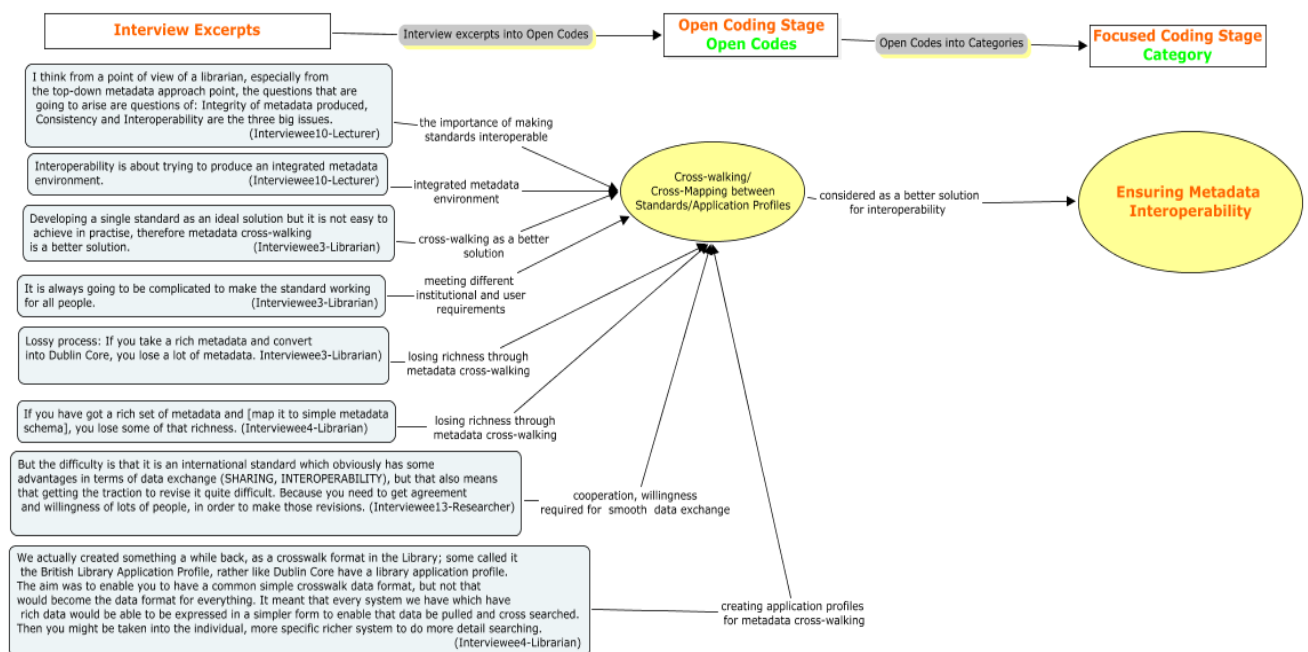 Interview Excerpts
Interview excerpts into Open Codes
Open Coding Stage
Open Codes
Open Codes into Categories
Focused Coding Stage
Category
I think from a point of view of a librarian, especially from
the top-down metadata approach point, the questions that are
going to arise are questions of: Integrity of metadata produced,
Consistency and Interoperability are the three big issues.
(Interviewee10-Lecturer)
the importance of making
standards interoperable
Interoperability is about trying to produce an integrated metadata
environment. (Interviewee10-Lecturer)
integrated metadata
environment
Developing a single standard as an ideal solution but it is not easy to
achieve in practise, therefore metadata cross-walking
is a better solution. (Interviewee3-Librarian)
cross-walking as a better
solution
It is always going to be complicated to make the standard working
for all people. (Interviewee3-Librarian)
meeting different
institutional and user
requirements
Lossy process: If you take a rich metadata and convert
into Dublin Core, you lose a lot of metadata. Interviewee3-Librarian)
losing richness through
metadata cross-walking
If you have got a rich set of metadata and [map it to simple metadata
schema], you lose some of that richness. (Interviewee4-Librarian)
losing richness through
metadata cross-walking
But the difficulty is that it is an international standard which obviously has some
advantages in terms of data exchange (SHARING, INTEROPERABILITY), but that also means
that getting the traction to revise it quite difficult. Because you need to get agreement
and willingness of lots of people, in order to make those revisions. (Interviewee13-Researcher)
cooperation, willingness
required for smooth data exchange
We actually created something a while back, as a crosswalk format in the Library; some called it
the British Library Application Profile, rather like Dublin Core have a library application profile.
The aim was to enable you to have a common simple crosswalk data format, but not that
would become the data format for everything. It meant that every system we have which have
rich data would be able to be expressed in a simpler form to enable that data be pulled and cross searched.
Then you might be taken into the individual, more specific richer system to do more detail searching.
(Interviewee4-Librarian)
creating application profiles
for metadata cross-walking
Cross-walking/
Cross-Mapping between
Standards/Application Profiles
considered as a better solution
for interoperability
Ensuring Metadata
Interoperability